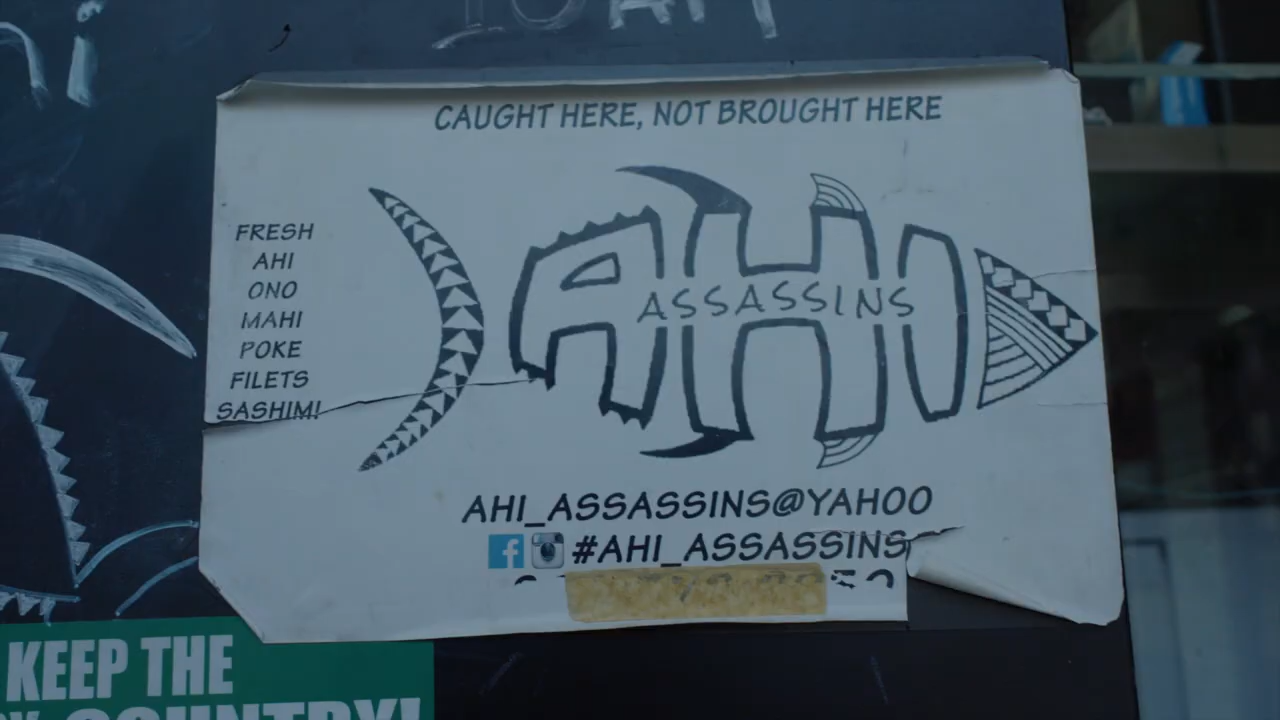 CAUGHT HERE, NOT BROUGHT HERE
FRESH
AHI
ONO
MAHI
POKE
FILETS
SASHIMI
AHI
ASSASSINS
AHI_ASSASSINS@YAHOO
#AHI_ASSASSINS
KEEP THE
COUNTRY!